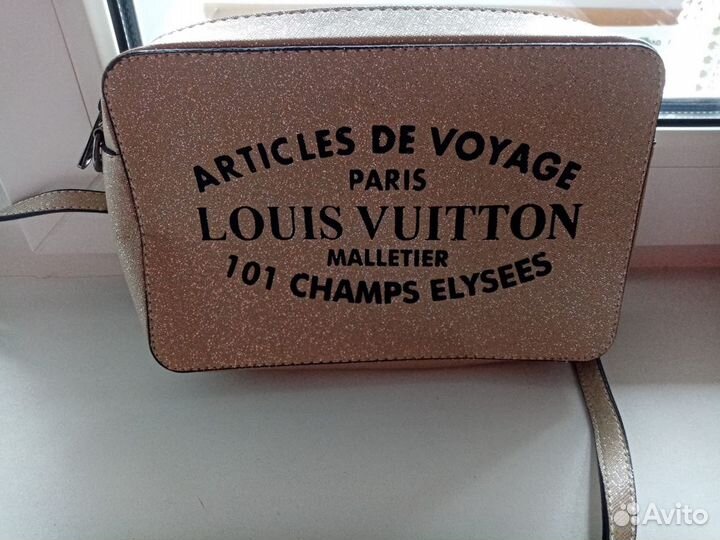 ARTICLES DE VOYAGE
PARIS
LOUIS VUITTON
MALLETIER
101 CHAMPS ELYSEES
Avito